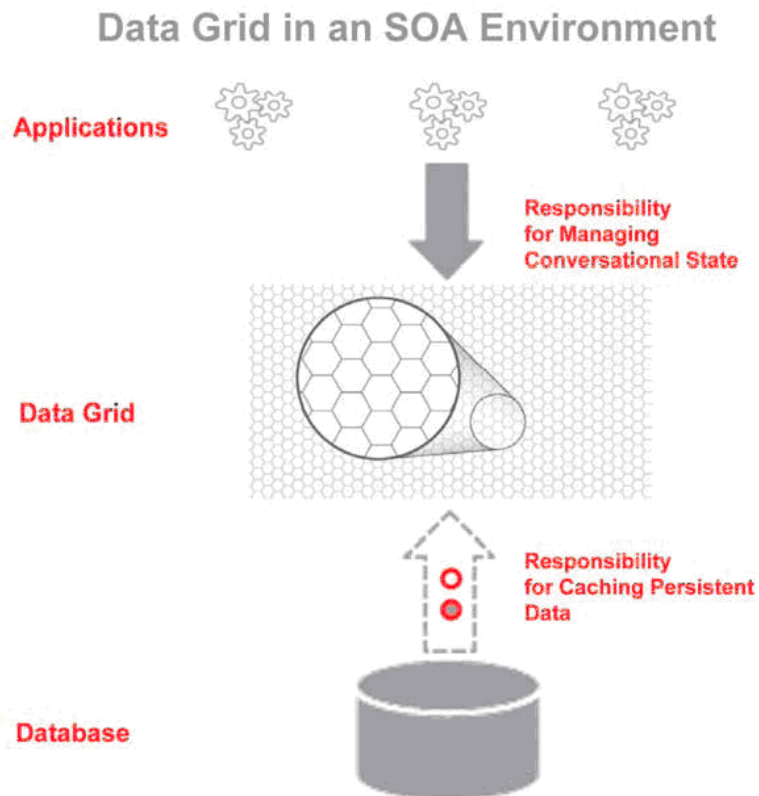 Data Grid in an SOA Environment
Applications
Responsibility
for Managing
Conversational State
Data Grid
Responsibility
for Caching Persistent
Data
Database